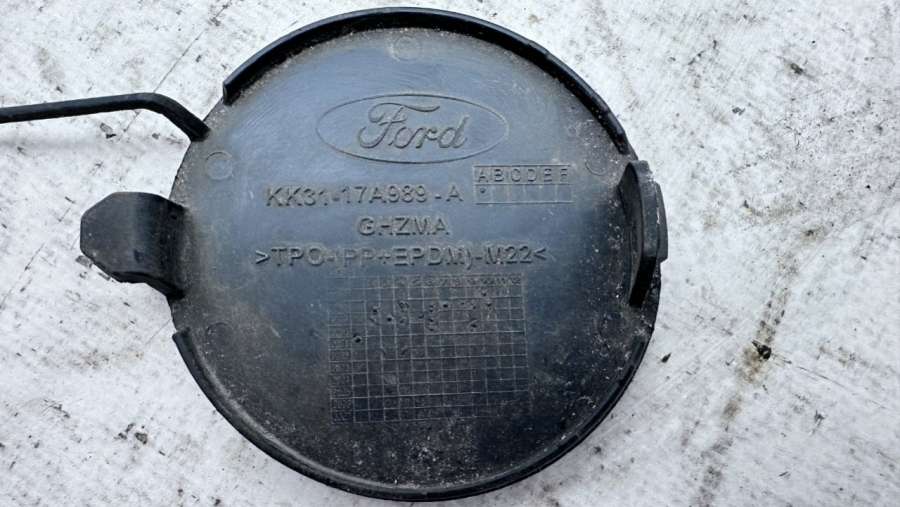 Ford
ABCDEF
KK31-17A989-A
GHZMA
>TPO-(PP+EPDM)-M22<